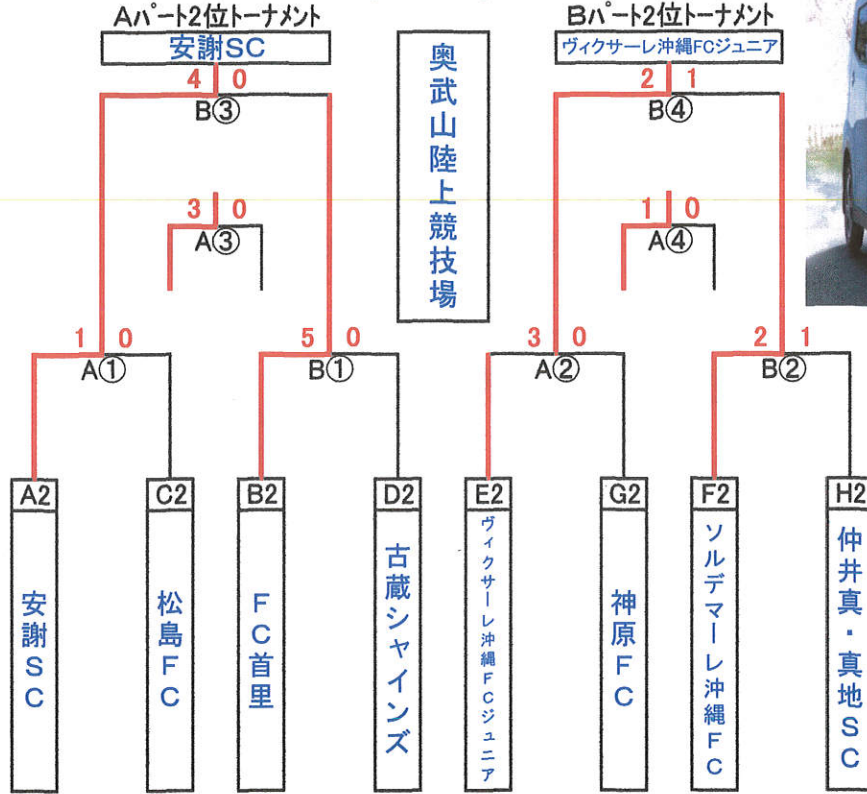 Aパート2位トーナメント
安謝SC
4 0
B③
3 0
A③
1 0
A①
5 0
B①
A2
安謝SC
C2
松島FC
B2
FC首里
D2
古蔵シャインズ
奥武山陸上競技場
Bパート2位トーナメント
ヴィクサーレ沖縄FCジュニア
2 1
B④
1 0
A④
3 0
A②
2 1
B②
E2
ヴィクサーレ沖縄FCジュニア
G2
神原FC
F2
ソルデマーレ沖縄FC
H2
仲井真・真地SC